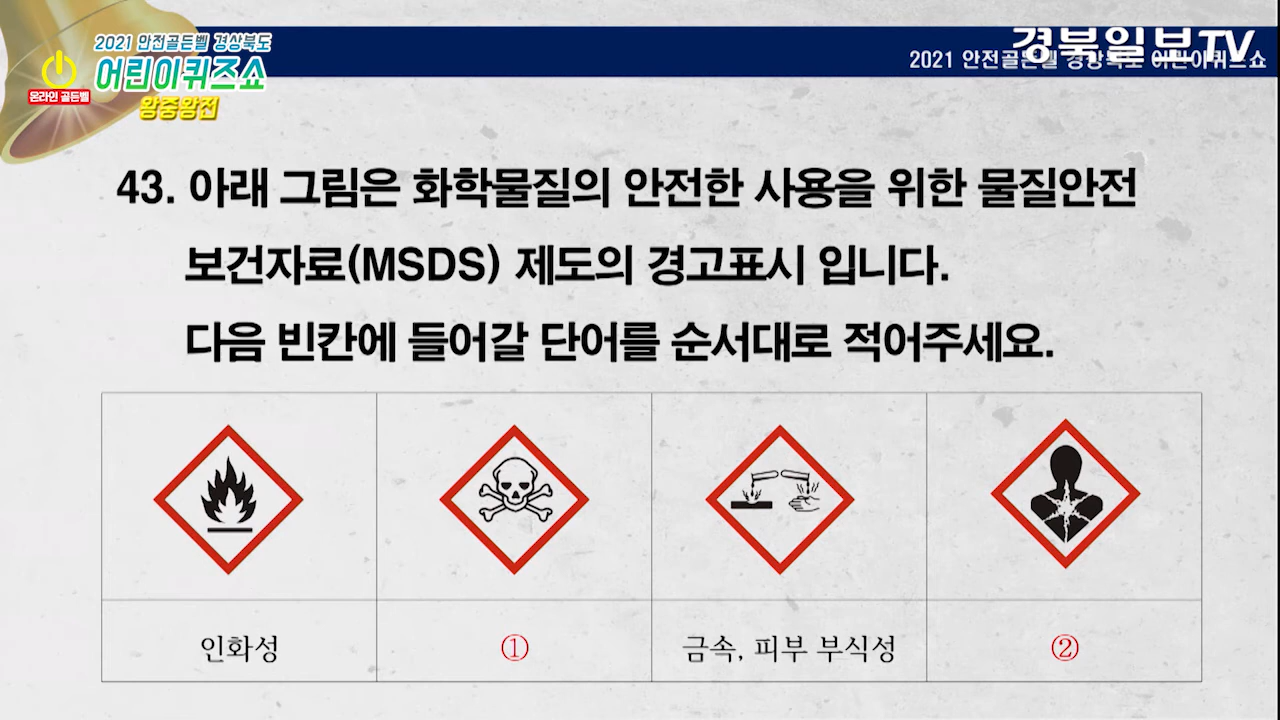 2021 안전골든벨 경상북도
어린이퀴즈쇼
왕중왕전
온라인 골든벨
경북일보TV
2021 안전골든벨 경상북도 어린이퀴즈쇼
43. 아래 그림은 화학물질의 안전한 사용을 위한 물질안전
보건자료(MSDS) 제도의 경고표시 입니다.
다음 빈칸에 들어갈 단어를 순서대로 적어주세요.
인화성
①
금속, 피부 부식성
②